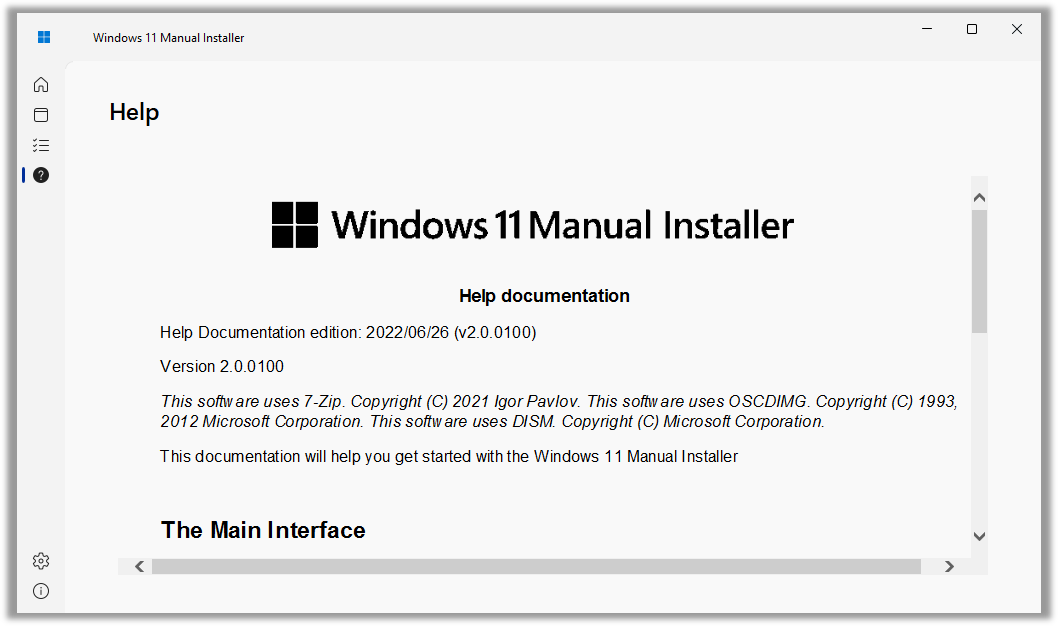 Windows 11 Manual Installer
Help
Windows 11 Manual Installer
Help documentation
Help Documentation edition: 2022/06/26 (v2.0.0100)
Version 2.0.0100
This software uses 7-Zip. Copyright (C) 2021 Igor Pavlov. This software uses OSCDIMG. Copyright (C) 1993,
2012 Microsoft Corporation. This software uses DISM. Copyright (C) Microsoft Corporation.
This documentation will help you get started with the Windows 11 Manual Installer
The Main Interface